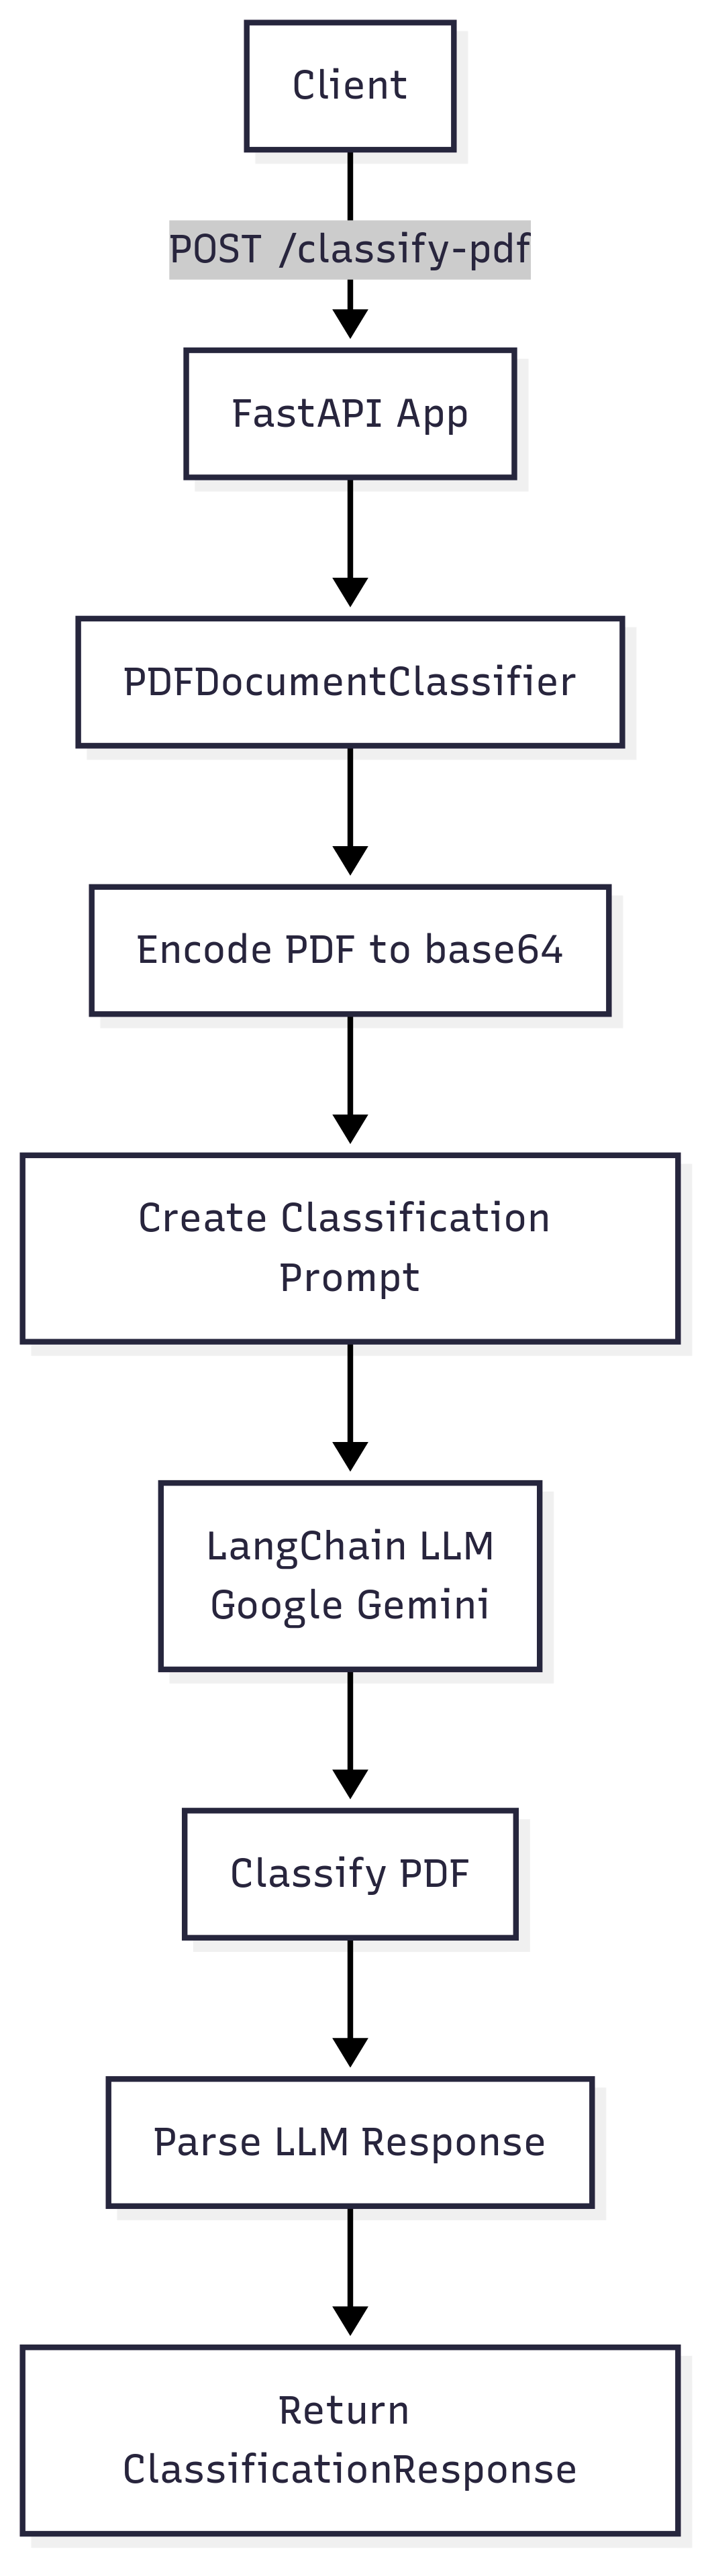 Client
POST /classify-pdf
FastAPI App
PDFDocumentClassifier
Encode PDF to base64
Create Classification
Prompt
LangChain LLM
Google Gemini
Classify PDF
Parse LLM Response
Return
ClassificationResponse